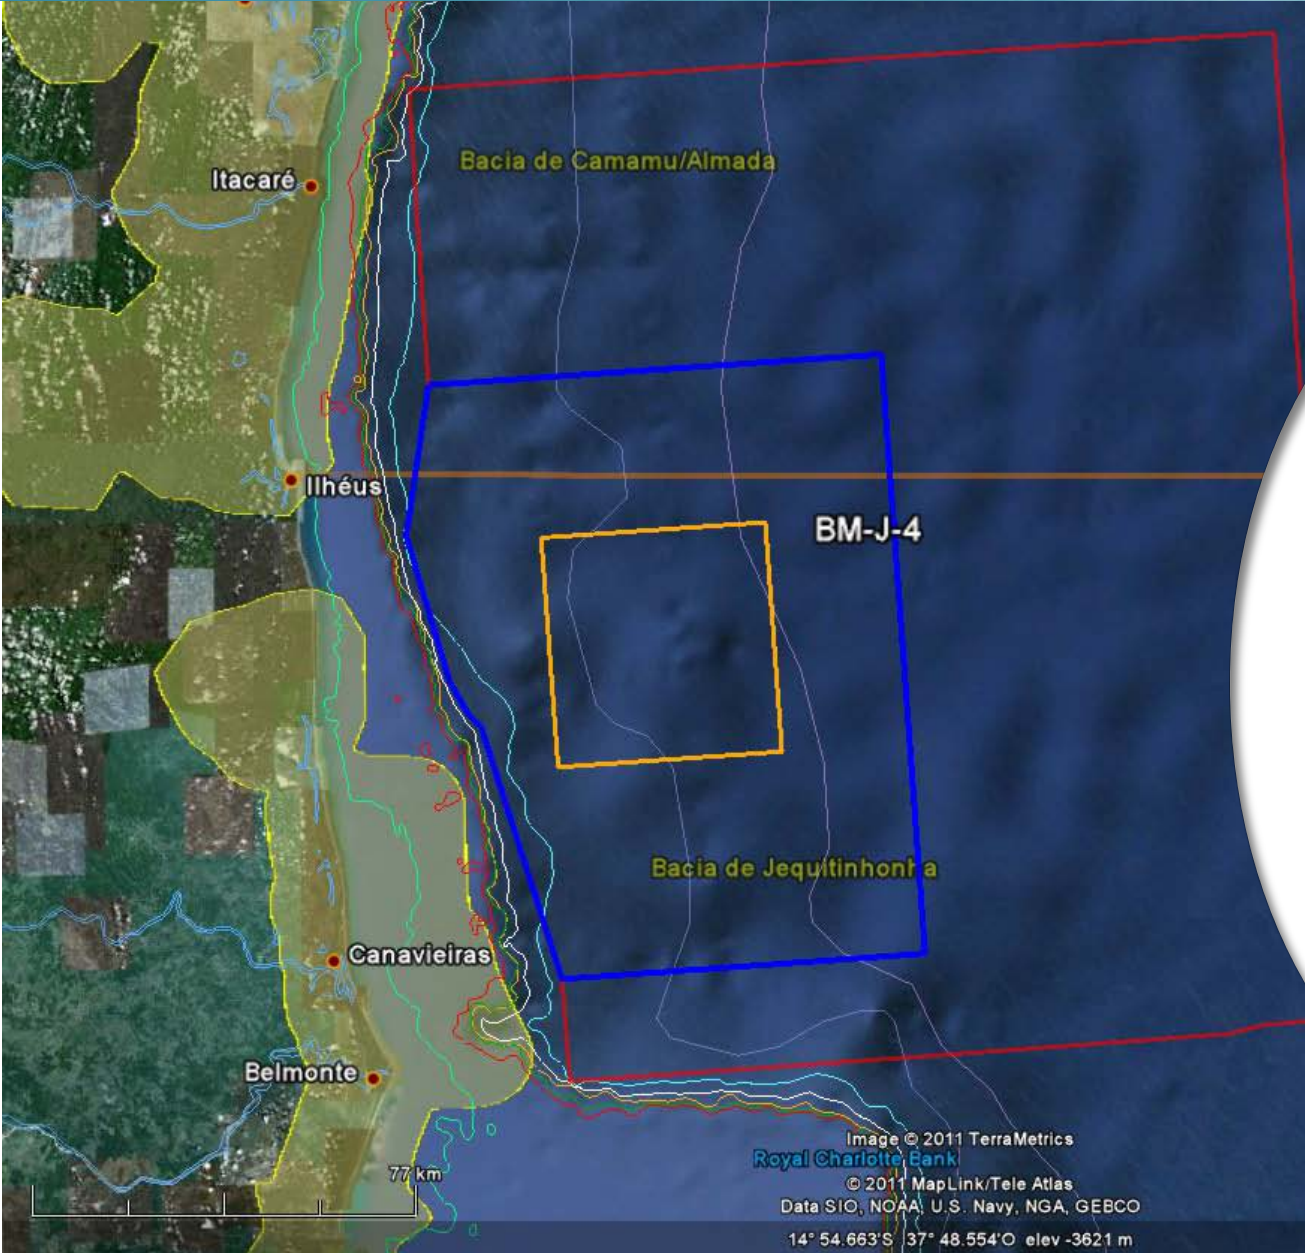 Bacia de Camamu/Almada
Itacaré
Ilhéus
BM-J-4
Bacia de Jequitinhonha
Canavieiras
Belmonte
77 km
Image © 2011 TerraMetrics
Royal Charlotte Bank
© 2011 MapLink/Tele Atlas
Data SIO, NOAA, U.S. Navy, NGA, GEBCO
14° 54.663'S 37° 48.554'O elev -3621 m